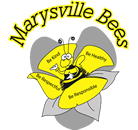 Marysville Bees
Be Kind
Be Healthy
Be Respectful
Be Responsible